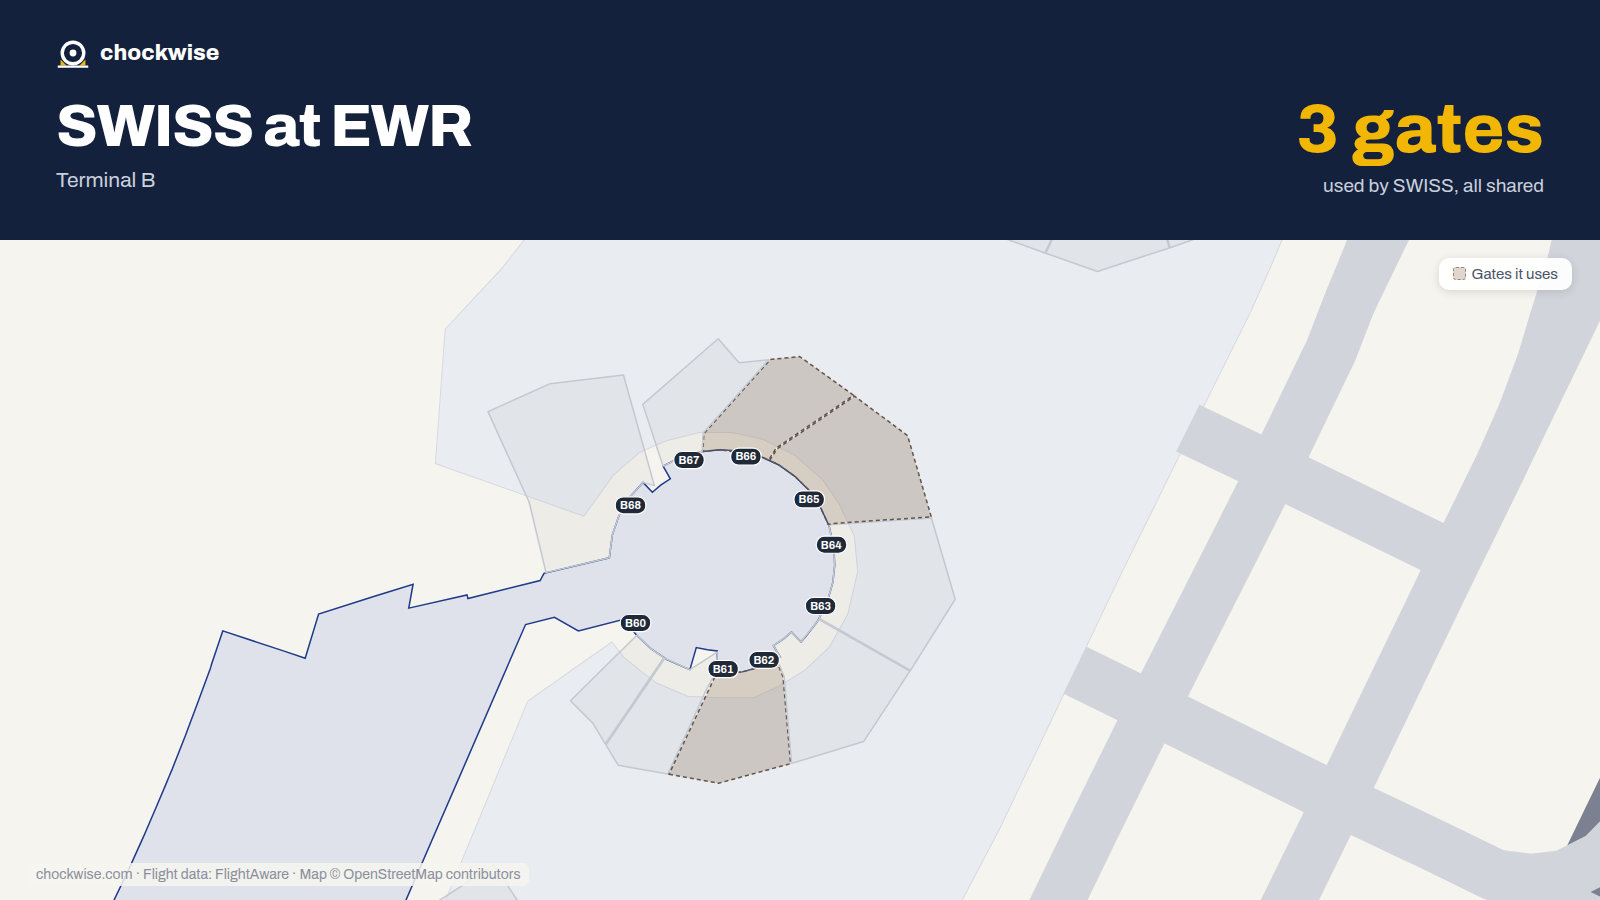 chockwise
SWISS at EWR
Terminal B
3 gates
used by SWISS, all shared
Gates it uses
B67
B66
B68
B65
B64
B63
B60
B62
B61
chockwise.com · Flight data: FlightAware · Map © OpenStreetMap contributors